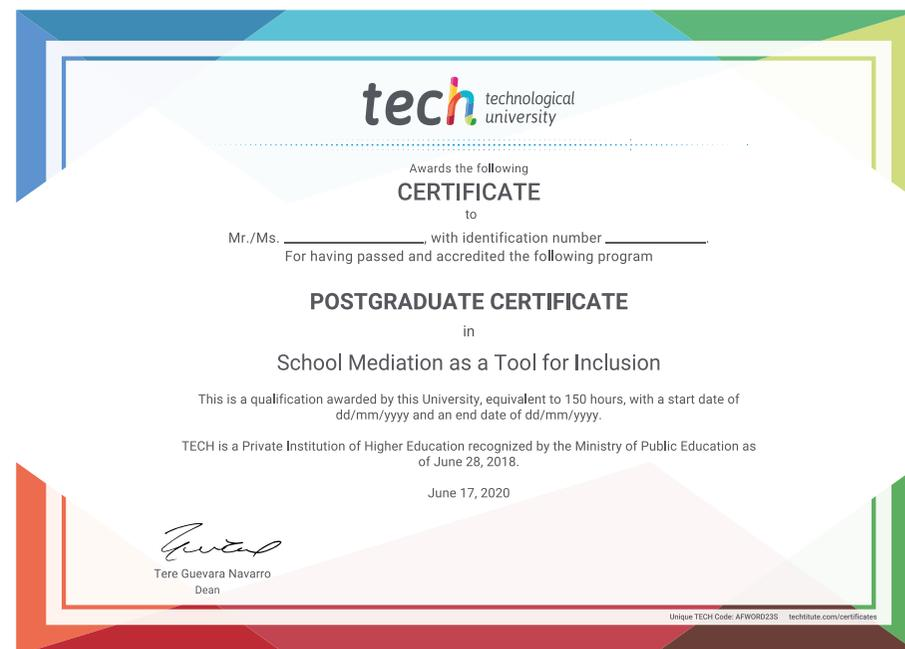 tech technological
university
Awards the following
CERTIFICATE
to
Mr./Ms. ____________, with identification number ____________.
For having passed and accredited the following program
POSTGRADUATE CERTIFICATE
in
School Mediation as a Tool for Inclusion
This is a qualification awarded by this University, equivalent to 150 hours, with a start date of
dd/mm/yyyy and an end date of dd/mm/yyyy.
TECH is a Private Institution of Higher Education recognized by the Ministry of Public Education as
of June 28, 2018.
June 17, 2020
Tere Guevara Navarro
Dean
Unique TECH Code: AFWORD23S techtitute.com/certificates